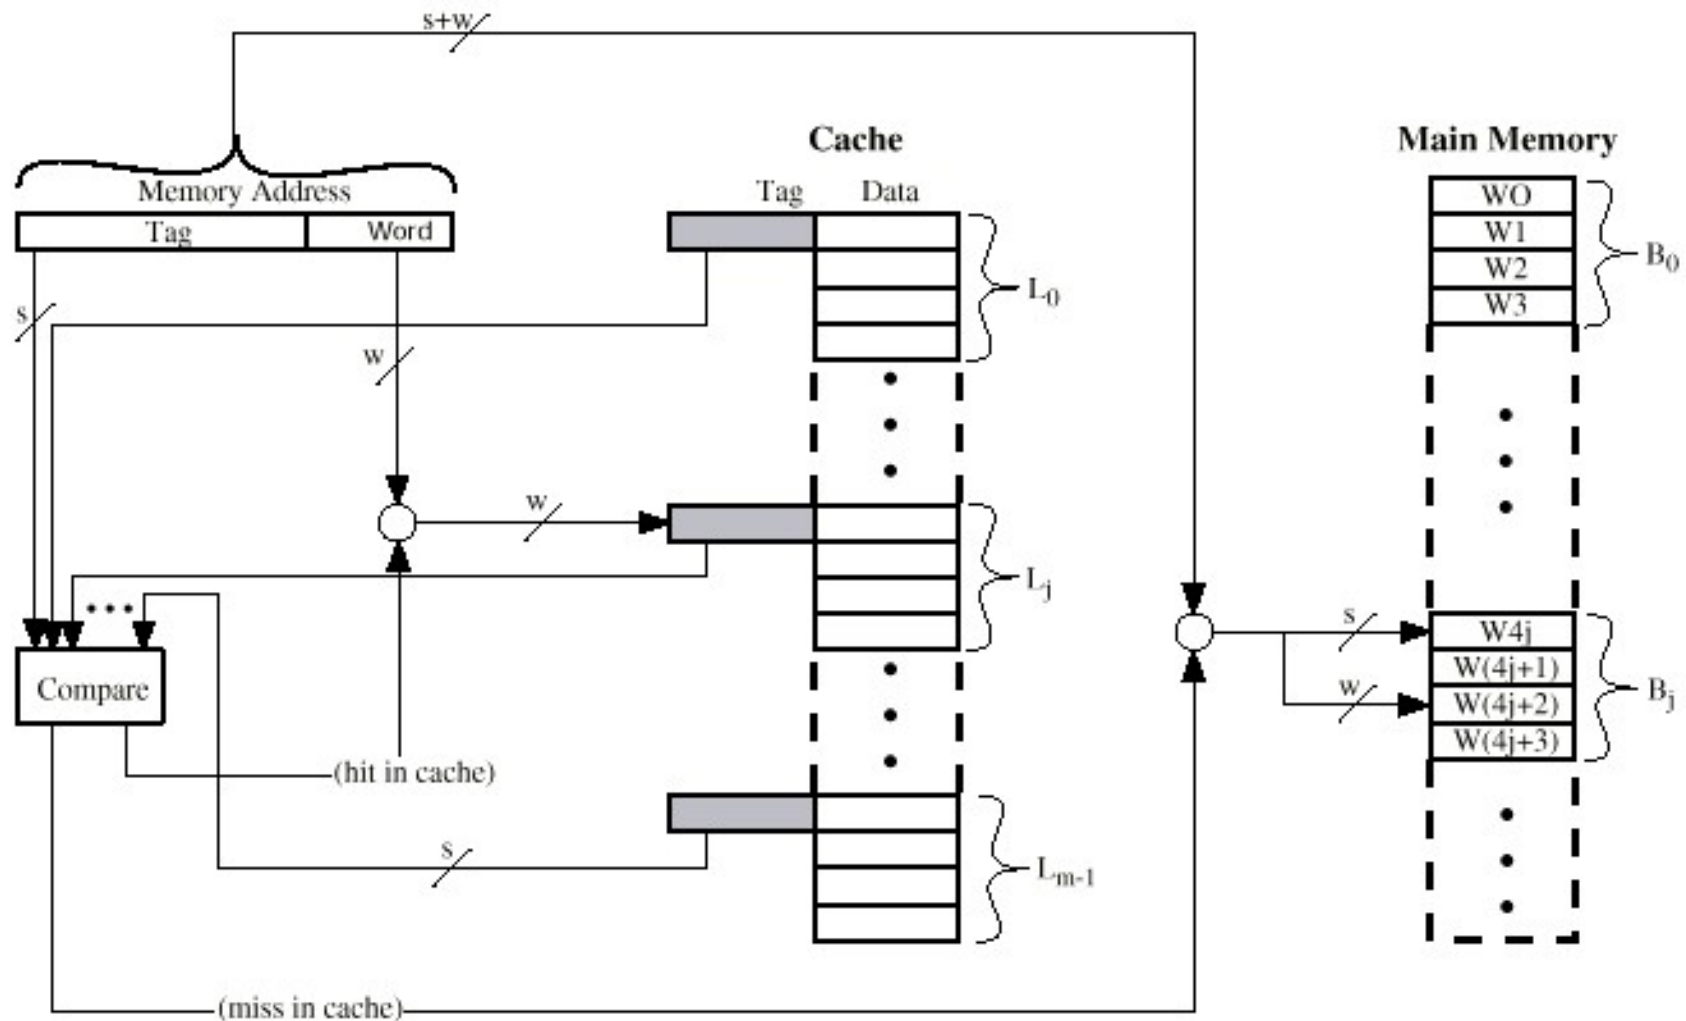 s+w
Cache
Main Memory
Memory Address
Tag Data
Tag Word
WO
W1
W2
W3
B0
L0
s
w
w
Lj
s
W4j
W(4j+1)
w
W(4j+2)
W(4j+3)
Bj
Compare
(hit in cache)
s
Lm-1
(miss in cache)